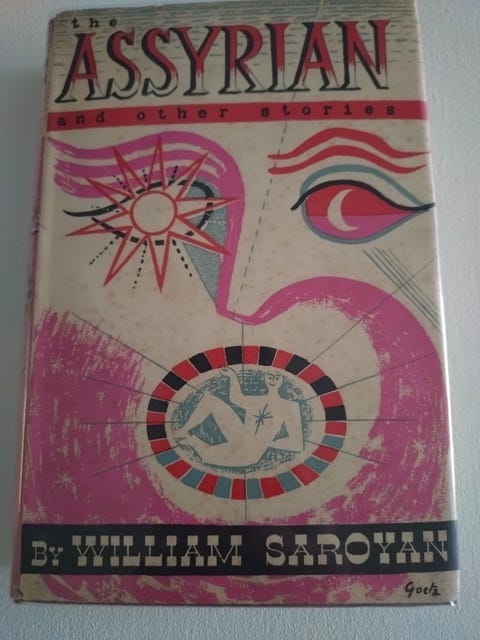 the
ASSYRIAN
and other stories
By WILLIAM SAROYAN
Goetz